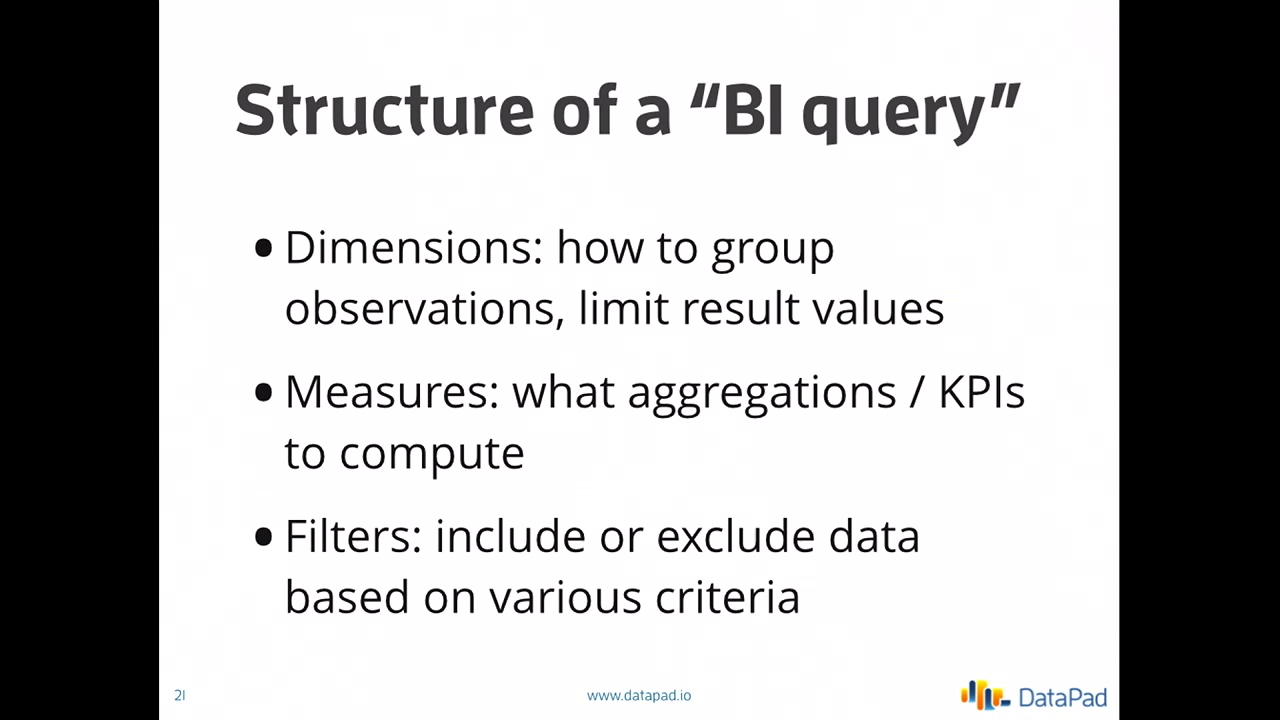 Structure of a “BI query”
• Dimensions: how to group
observations, limit result values
• Measures: what aggregations / KPIs
to compute
• Filters: include or exclude data
based on various criteria
21
www.datapad.io
DataPad